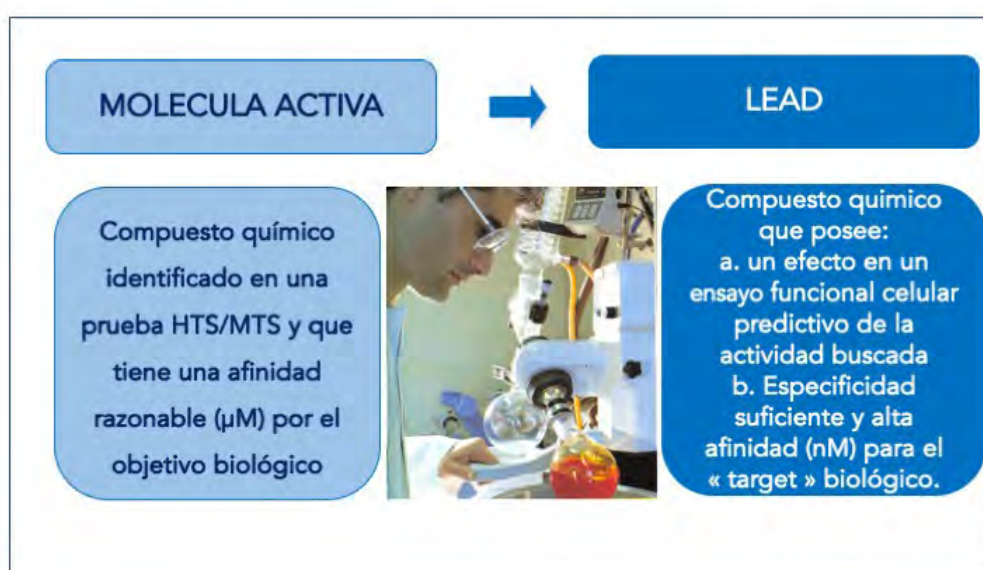 MOLECULA ACTIVA
LEAD
Compuesto químico
identificado en una
prueba HTS/MTS y que
tiene una afinidad
razonable (µM) por el
objetivo biológico
Compuesto quimico
que posee:
a. un efecto en un
ensayo funcional celular
predictivo de la
actividad buscada
b. Especificidad
suficiente y alta
afinidad (nM) para el
« target » biológico.